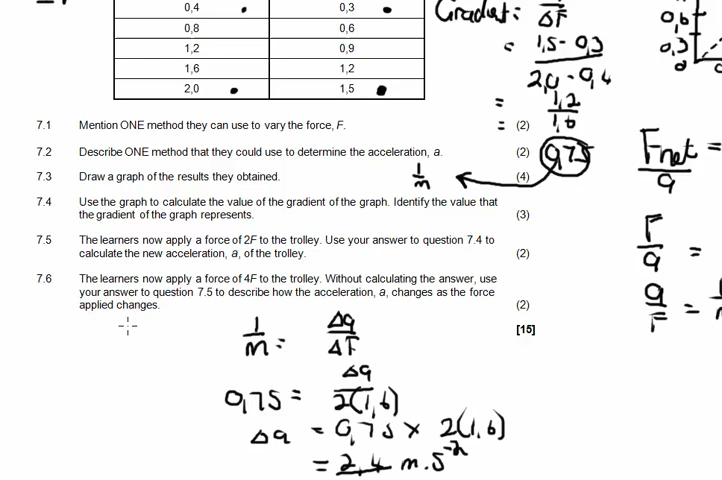 0,4 0,3
0,8 0,6
1,2 0,9
1,6 1,2
2,0 1,5
Gradient =
ΔF
= 1,5 - 0,3
2,0 - 0,4
= 1,2
1,6
= 0,75
0,6
0,3
0
7.1 Mention ONE method they can use to vary the force, F. (2)
7.2 Describe ONE method that they could use to determine the acceleration, a. (2)
7.3 Draw a graph of the results they obtained. (4)
1
m
7.4 Use the graph to calculate the value of the gradient of the graph. Identify the value that
the gradient of the graph represents. (3)
7.5 The learners now apply a force of 2F to the trolley. Use your answer to question 7.4 to
calculate the new acceleration, a, of the trolley. (2)
7.6 The learners now apply a force of 4F to the trolley. Without calculating the answer, use
your answer to question 7.5 to describe how the acceleration, a, changes as the force
applied changes. (2)
[15]
Fnet =
a
F
a =
a
F =
1 = Δa
m ΔF
0,75 = Δa
2(1,6)
Δa = 0,75 × 2(1,6)
= 2,4 m.s⁻²